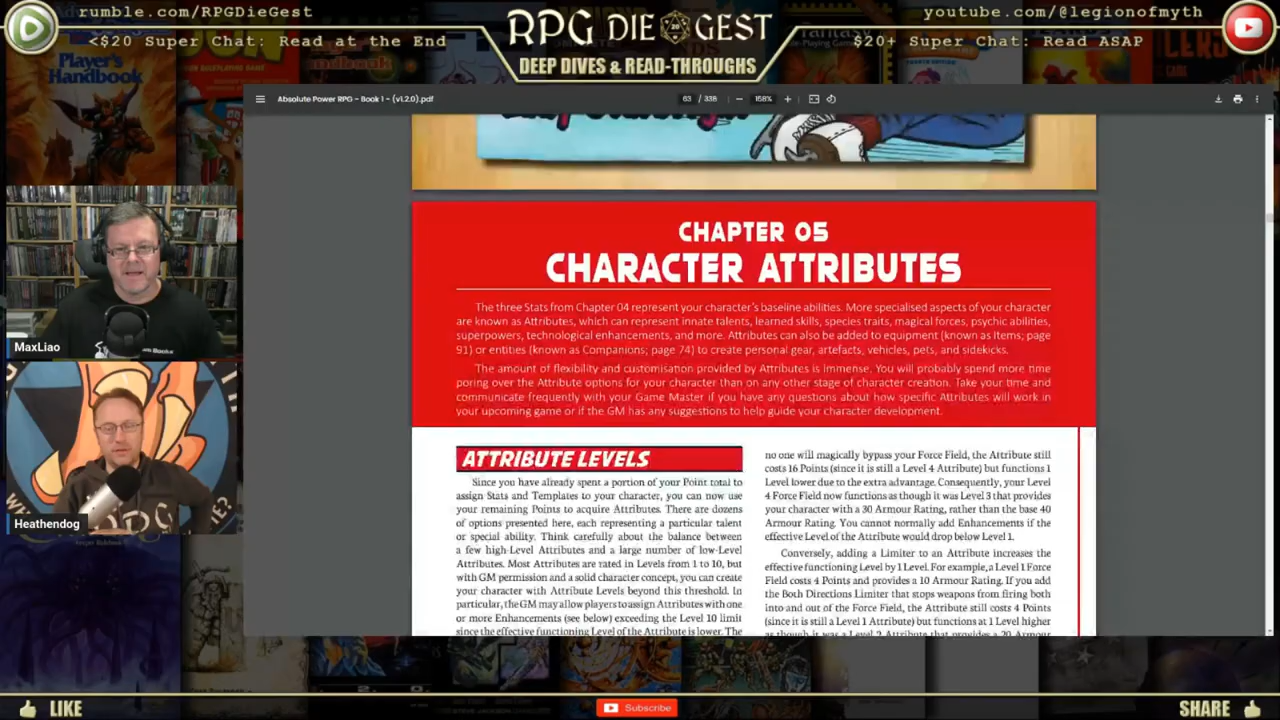 rumble.com/RPGDieGest
<$20 Super Chat: Read at the End
RPG DIE GEST
DEEP DIVES & READ-THROUGHS
youtube.com/@legionofmyth
$20+ Super Chat: Read ASAP
Player's
Handbook
Absolute Power RPG - Book 1 - (v1.2.0).pdf
63 / 338
158%
CHAPTER 05
CHARACTER ATTRIBUTES
The three Stats from Chapter 04 represent your character's baseline abilities. More specialised aspects of your character
are known as Attributes, which can represent innate talents, learned skills, species traits, magical forces, psychic abilities,
superpowers, technological enhancements, and more. Attributes can also be added to equipment (known as Items; page
91) or entities (known as Companions; page 74) to create personal gear, artefacts, vehicles, pets, and sidekicks.
The amount of flexibility and customisation provided by Attributes is immense. You will probably spend more time
poring over the Attribute options for your character than on any other stage of character creation. Take your time and
communicate frequently with your Game Master if you have any questions about how specific Attributes will work in
your upcoming game or if the GM has any suggestions to help guide your character development.
ATTRIBUTE LEVELS
Since you have already spent a portion of your Point total to
assign Stats and Templates to your character, you can now use
your remaining Points to acquire Attributes. There are dozens
of options presented here, each representing a particular talent
or special ability. Think carefully about the balance between
a few high-Level Attributes and a large number of low-Level
Attributes. Most Attributes are rated in Levels from 1 to 10, but
with GM permission and a solid character concept, you can create
your character with Attribute Levels beyond this threshold. In
particular, the GM may allow players to assign Attributes with one
or more Enhancements (see below) exceeding the Level 10 limit
since the effective functioning Level of the Attribute is lower. The
no one will magically bypass your Force Field, the Attribute still
costs 16 Points (since it is still a Level 4 Attribute) but functions 1
Level lower due to the extra advantage. Consequently, your Level
4 Force Field now functions as though it was Level 3 that provides
your character with a 30 Armour Rating, rather than the base 40
Armour Rating. You cannot normally add Enhancements if the
effective Level of the Attribute would drop below Level 1.
Conversely, adding a Limiter to an Attribute increases the
effective functioning Level by 1 Level. For example, a Level 1 Force
Field costs 4 Points and provides a 10 Armour Rating. If you add
the Both Directions Limiter that stops weapons from firing both
into and out of the Force Field, the Attribute still costs 4 Points
(since it is still a Level 1 Attribute) but functions at 1 Level higher
as though it was a Level 2 Attribute that provides a 20 Armour
MaxLiao
Heathendog
LIKE
Subscribe
SHARE